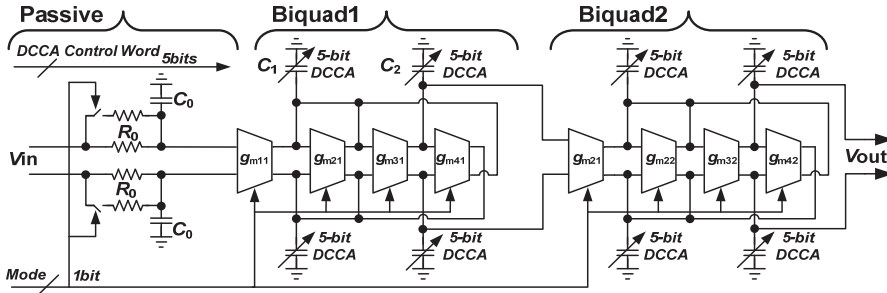 Passive Biquad1 Biquad2
DCCA Control Word 5bits
C1 5-bit DCCA C2 5-bit DCCA 5-bit DCCA 5-bit DCCA
C0
R0
Vin gm11 gm21 gm31 gm41 gm21 gm22 gm32 gm42 Vout
R0
C0
5-bit DCCA 5-bit DCCA 5-bit DCCA 5-bit DCCA
Mode 1bit